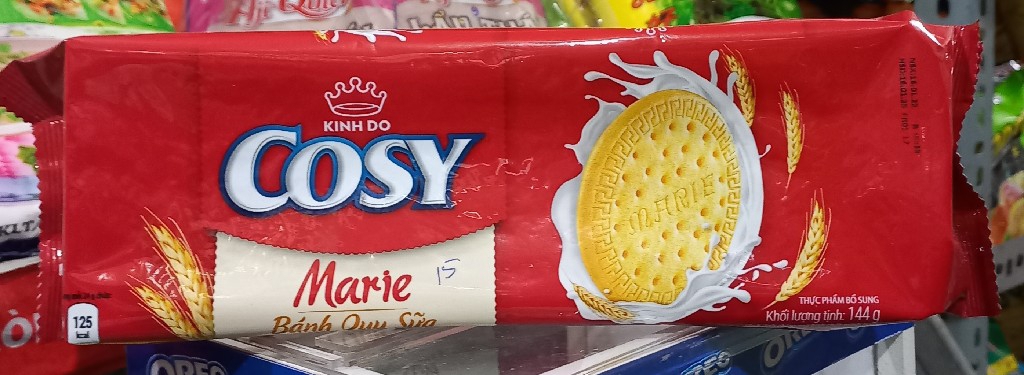 KINH DO
COSY
Marie
15
Bánh Quy Sữa
MARIE
THỰC PHẨM BỔ SUNG
Khối lượng tịnh: 144 g
125
kcal
OREO